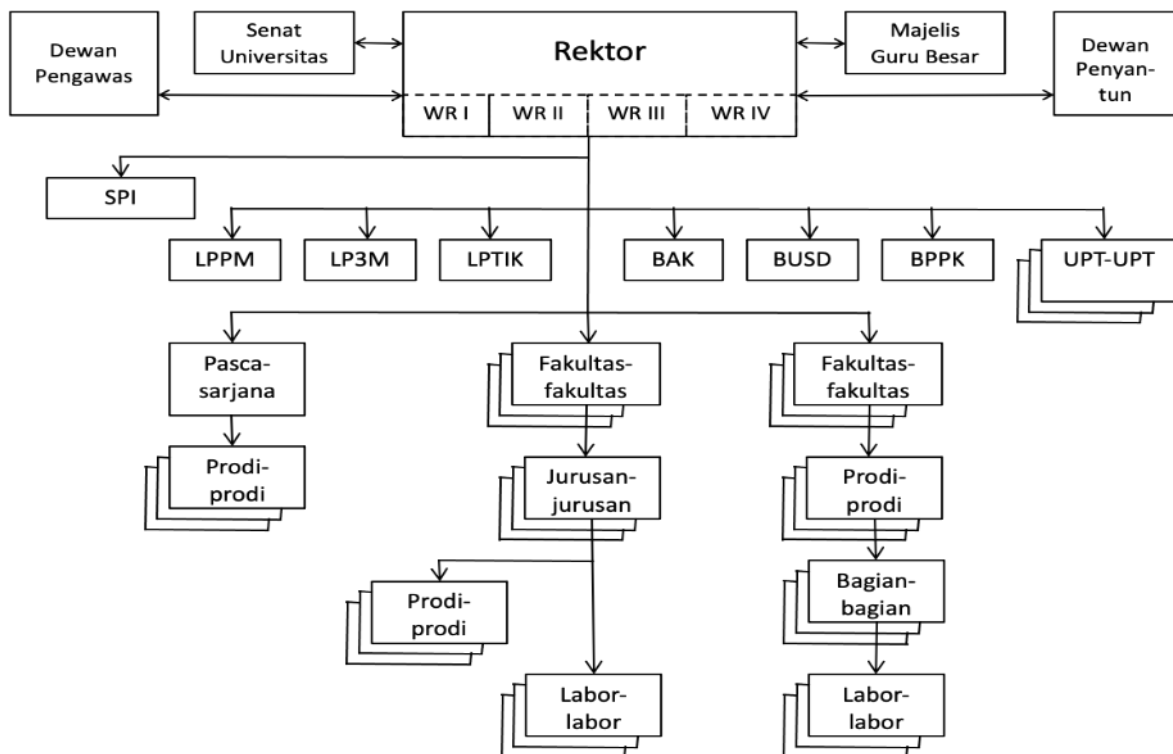 Dewan
Pengawas
Senat
Universitas
Rektor
WR I
WR II
WR III
WR IV
Majelis
Guru Besar
Dewan
Penyan-
tun
SPI
LPPM
LP3M
LPTIK
BAK
BUSD
BPPK
UPT-UPT
Pasca-
sarjana
Fakultas-
fakultas
Fakultas-
fakultas
Prodi-
prodi
Jurusan-
jurusan
Prodi-
prodi
Prodi-
prodi
Bagian-
bagian
Labor-
labor
Labor-
labor